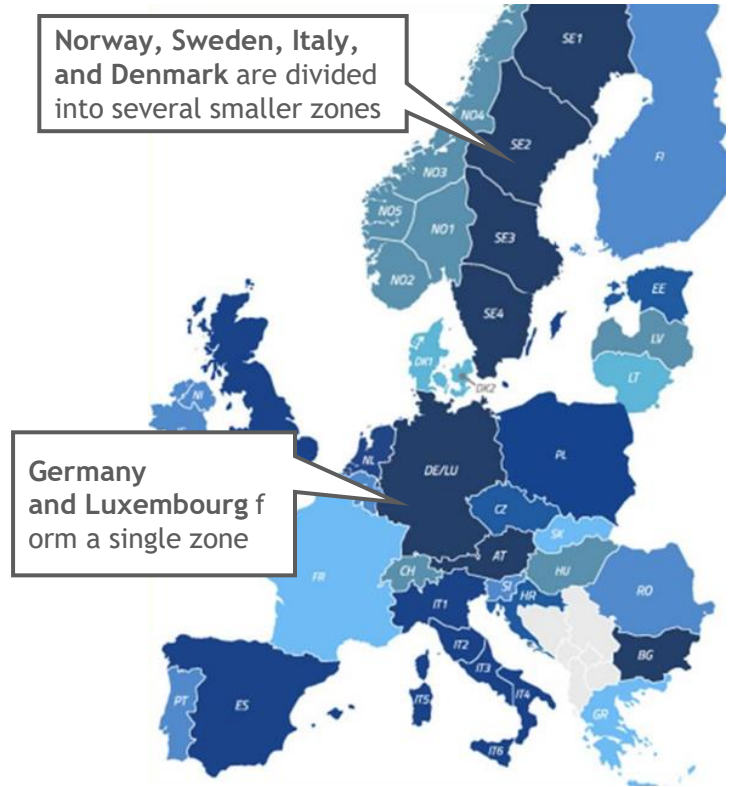 Norway, Sweden, Italy,
and Denmark are divided
into several smaller zones
SE1
NO4
SE2
FI
NO3
NO5
NO1
SE3
NO2
EE
SE4
LV
DK1
LT
DK2
NI
NL
DE/LU
PL
Germany
and Luxembourg f
orm a single zone
CZ
SK
AT
FR
CH
HU
SI
HR
RO
IT1
IT2
BG
IT3
PT
ES
IT5
IT4
GR
IT6